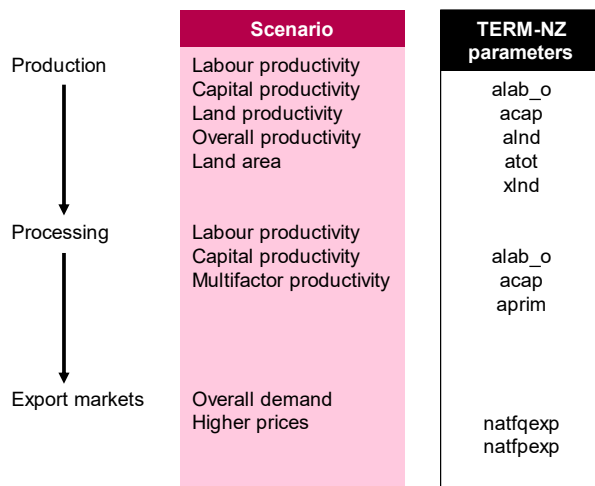 Scenario
TERM-NZ
parameters
Production
Labour productivity
Capital productivity
Land productivity
Overall productivity
Land area
alab_o
acap
alnd
atot
xlnd
Processing
Labour productivity
Capital productivity
Multifactor productivity
alab_o
acap
aprim
Export markets
Overall demand
Higher prices
natfqexp
natfpexp